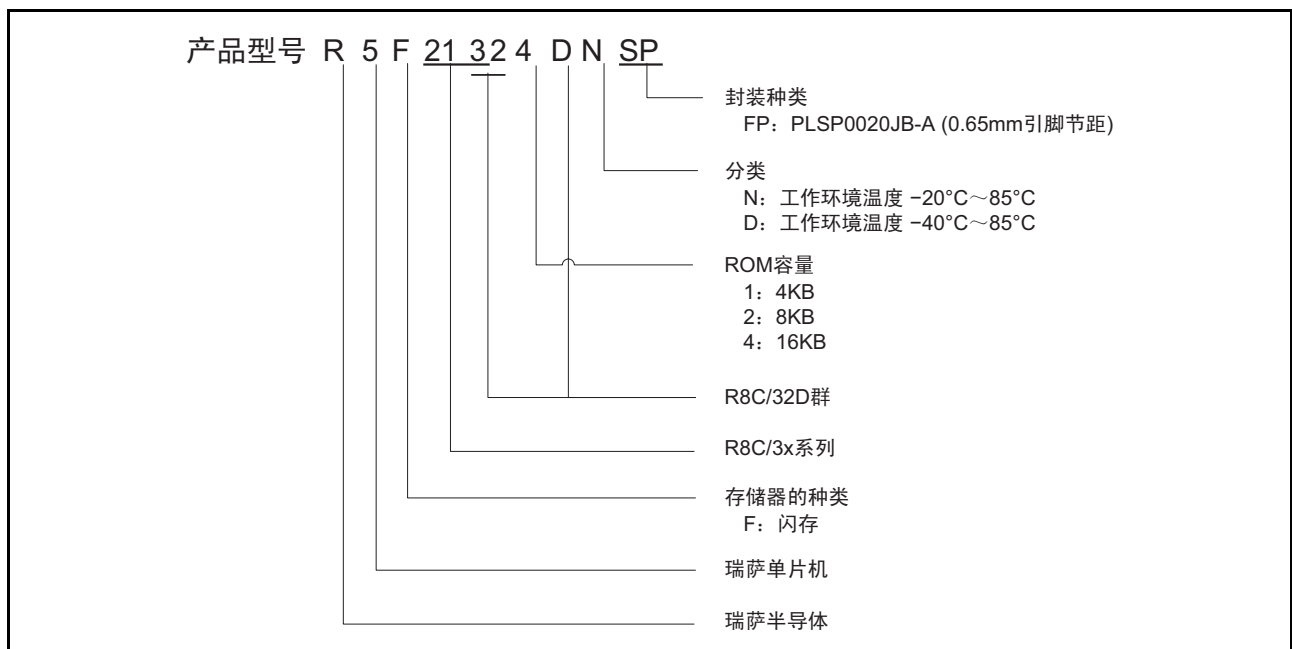 产品型号 R 5 F 21 32 4 D N SP
封装种类
FP：PLSP0020JB-A (0.65mm引脚节距)
分类
N：工作环境温度 −20°C～85°C
D：工作环境温度 −40°C～85°C
ROM容量
1：4KB
2：8KB
4：16KB
R8C/32D群
R8C/3x系列
存储器的种类
F：闪存
瑞萨单片机
瑞萨半导体